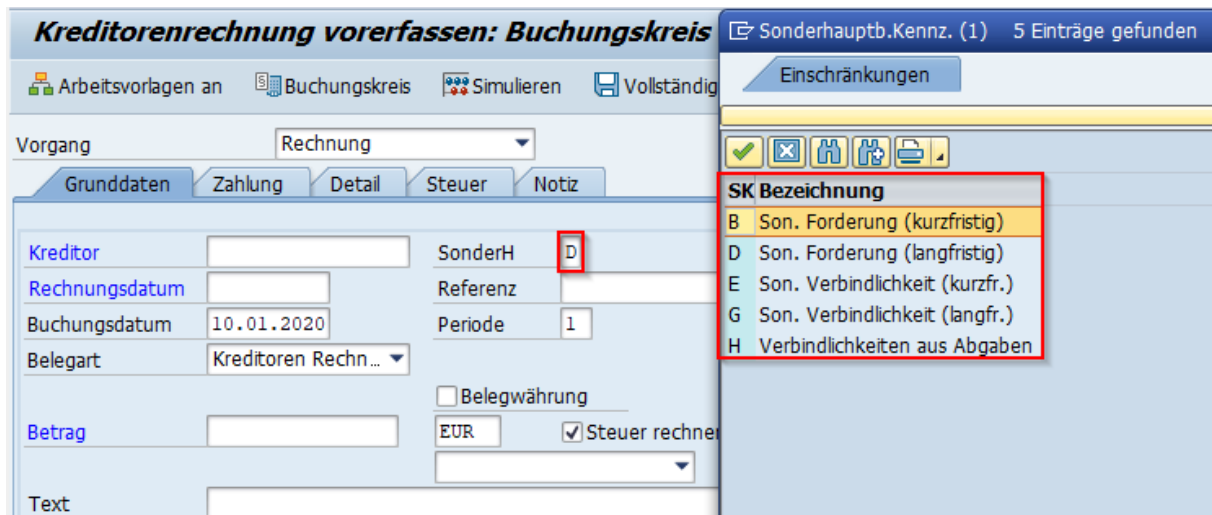 Kreditorenrechnung vorerfassen: Buchungskreis
Arbeitsvorlagen an Buchungskreis Simulieren Vollständig
Vorgang Rechnung
Grunddaten Zahlung Detail Steuer Notiz
Kreditor SonderH D
Rechnungsdatum Referenz
Buchungsdatum 10.01.2020 Periode 1
Belegart Kreditoren Rechn...
Belegwährung
Betrag EUR Steuer rechnen
Text
Sonderhauptb.Kennz. (1) 5 Einträge gefunden
Einschränkungen
SK Bezeichnung
B Son. Forderung (kurzfristig)
D Son. Forderung (langfristig)
E Son. Verbindlichkeit (kurzfr.)
G Son. Verbindlichkeit (langfr.)
H Verbindlichkeiten aus Abgaben